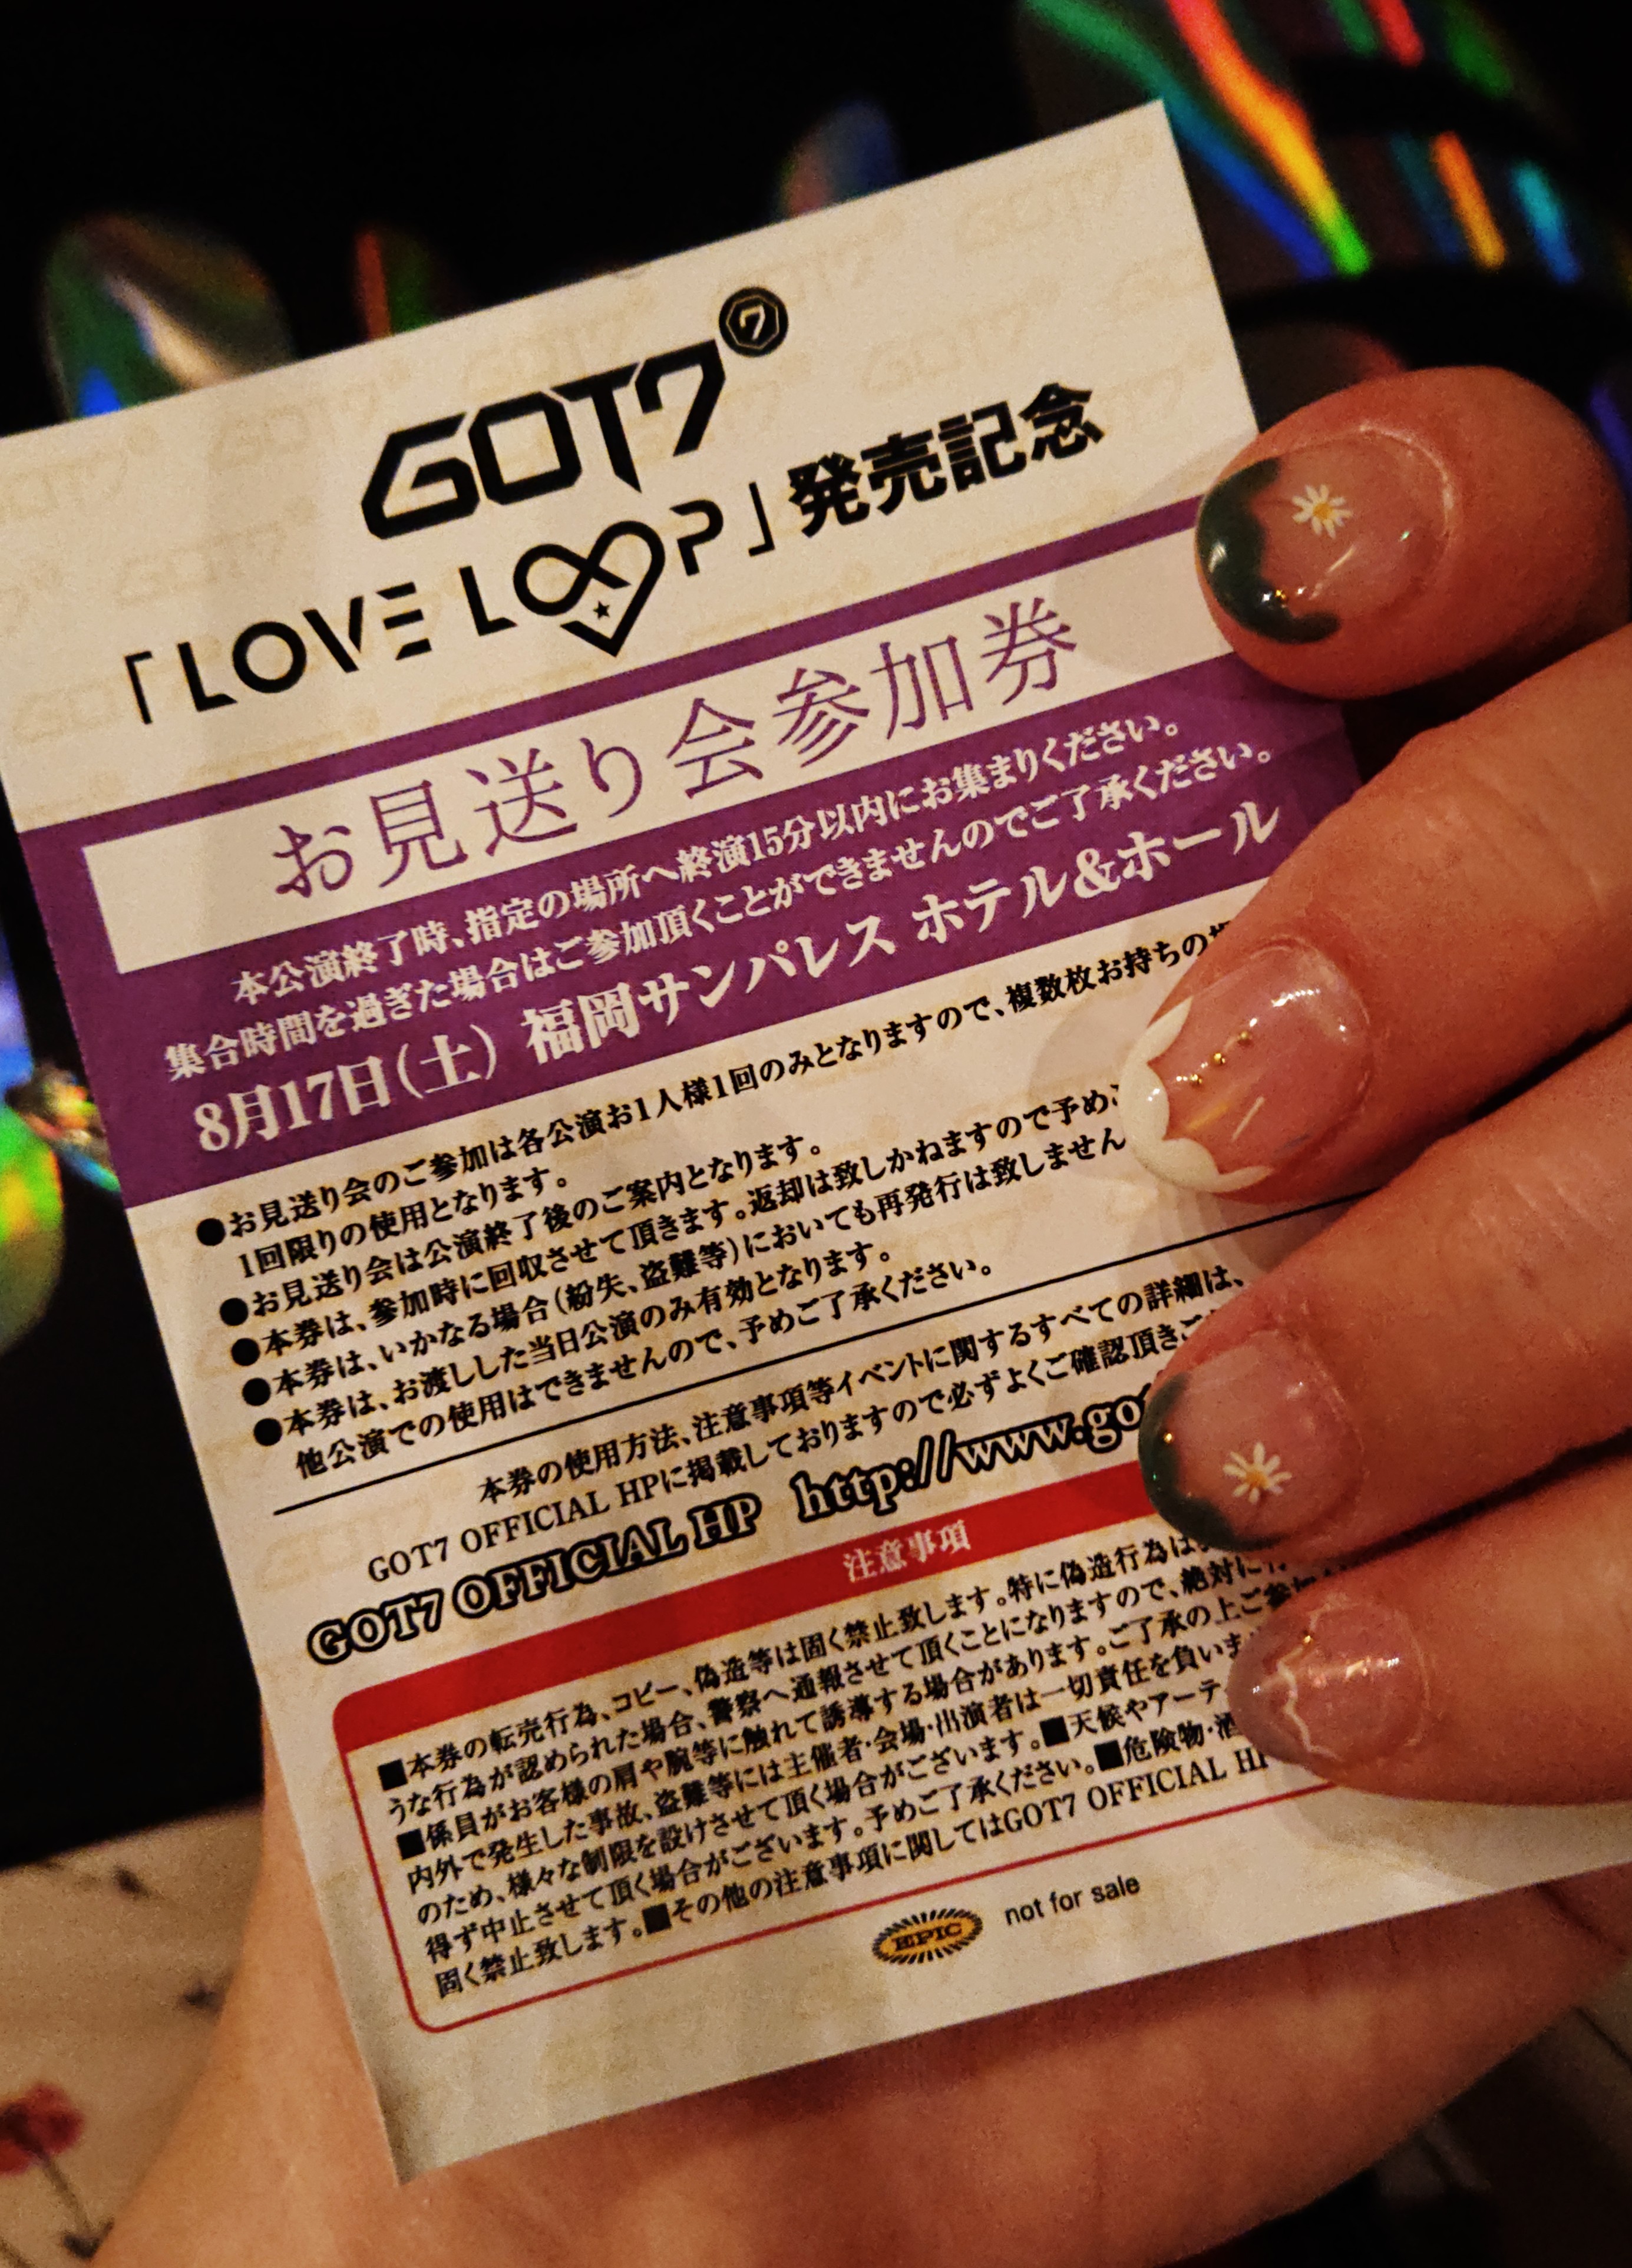 GOT7
「LOVE LOOP」発売記念
お見送り会参加券
本公演終了時、指定の場所へ終演15分以内にお集まりください。
集合時間を過ぎた場合はご参加頂くことができませんのでご了承ください。
8月17日(土) 福岡サンパレス ホテル&ホール
●お見送り会のご参加は各公演お1人様1回のみとなりますので、複数枚お持ちの
1回限りの使用となります。
●お見送り会は公演終了後のご案内となります。
●本券は、参加時に回収させて頂きます。返却は致しかねますので予め
●本券は、いかなる場合(紛失、盗難等)においても再発行は致しません
●本券は、お渡しした当日公演のみ有効となります。
他公演での使用はできませんので、予めご了承ください。
本券の使用方法、注意事項等イベントに関するすべての詳細は、
GOT7 OFFICIAL HPに掲載しておりますので必ずよくご確認頂き
GOT7 OFFICIAL HP http://www.go
注意事項
■本券の転売行為、コピー、偽造等は固く禁止致します。特に偽造行為は
うな行為が認められた場合、警察へ通報させて頂くことになりますので、絶対に
■係員がお客様の肩や腕等に触れて誘導する場合があります。ご了承の上ご参加
内外で発生した事故、盗難等には主催者・会場・出演者は一切責任を負いま
のため、様々な制限を設けさせて頂く場合がございます。■天候やアーテ
得ず中止させて頂く場合がございます。予めご了承ください。■危険物・酒
固く禁止致します。■その他の注意事項に関してはGOT7 OFFICIAL HP
EPIC not for sale